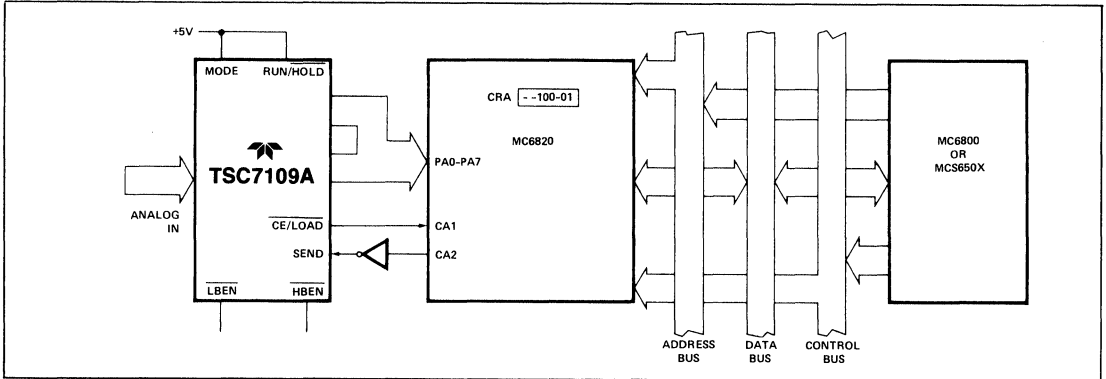 +5V
MODE RUN/HOLD
TSC7109A
ANALOG
IN
CE/LOAD
SEND
LBEN HBEN
CRA --100-01
MC6820
PA0-PA7
CA1
CA2
MC6800
OR
MCS650X
ADDRESS
BUS
DATA
BUS
CONTROL
BUS